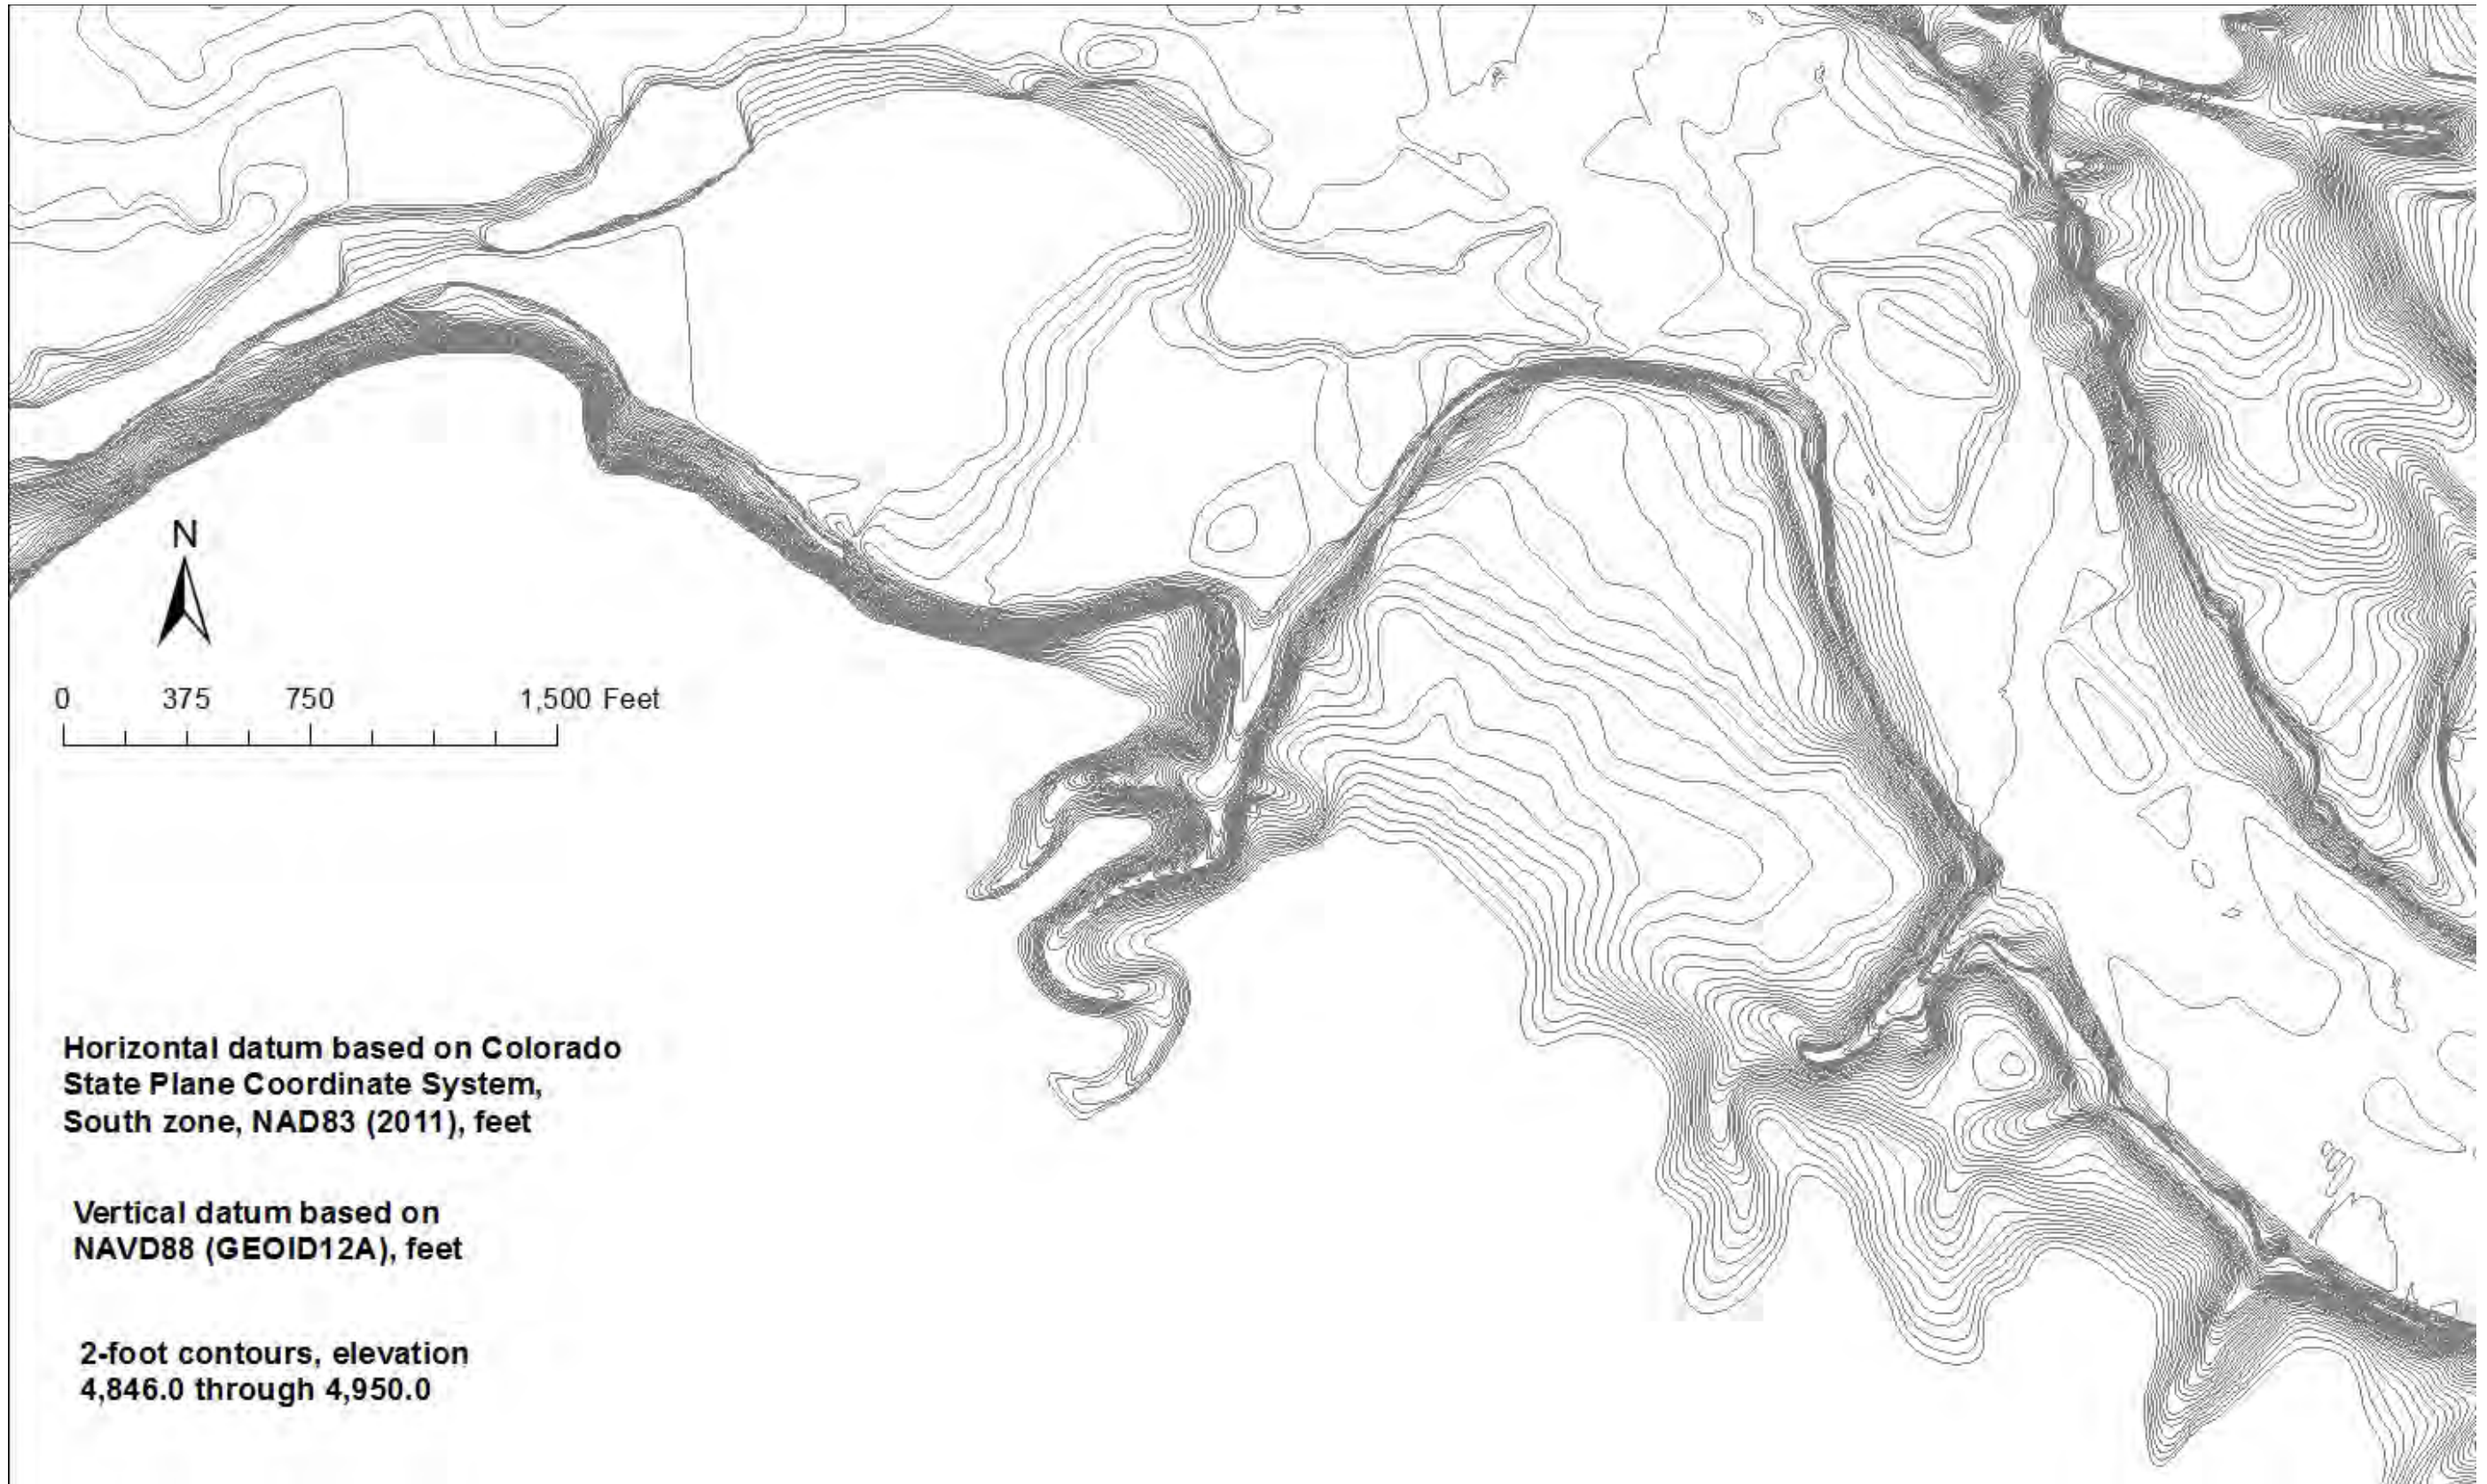 N
0 375 750 1,500 Feet
Horizontal datum based on Colorado
State Plane Coordinate System,
South zone, NAD83 (2011), feet
Vertical datum based on
NAVD88 (GEOID12A), feet
2-foot contours, elevation
4,846.0 through 4,950.0